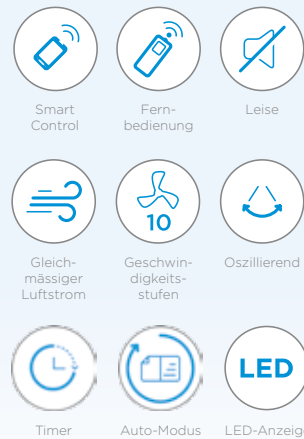 Smart
Control
Fern-
bedienung
Leise
10
Gleich-
mässiger
Luftstrom
Geschwin-
digkeits-
stufen
Oszillierend
LED
Timer
Auto-Modus
LED-Anzeig